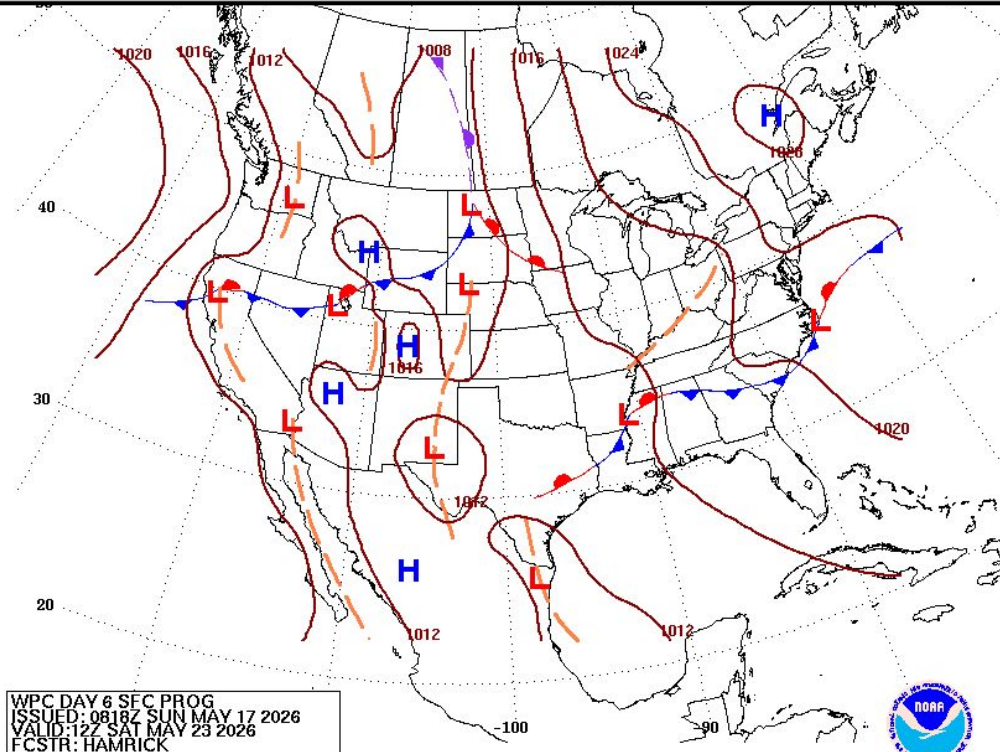 1020
1016
1012
1008
1016
1024
H
1028
40
L
L
H
L
L
L
L
H
1016
H
30
L
L
L
1020
1012
H
L
20
1012
1012
WPC DAY 6 SFC PROG
ISSUED: 0818Z SUN MAY 17 2026
VALID:12Z SAT MAY 23 2026
FCSTR: HAMRICK
-100
-90
NOAA